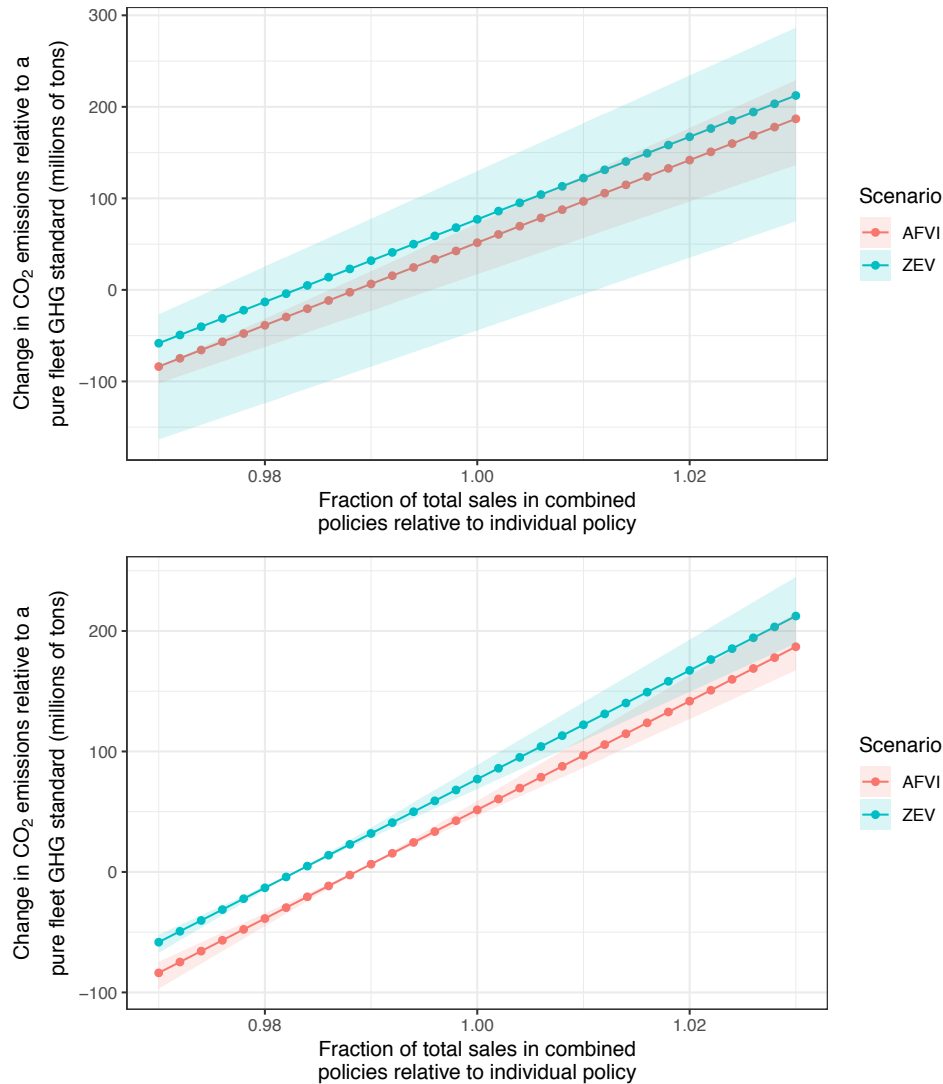 300
200
100
0
−100
Change in CO₂ emissions relative to a
pure fleet GHG standard (millions of tons)
0.98
1.00
1.02
Fraction of total sales in combined
policies relative to individual policy
Scenario
AFVI
ZEV
200
100
0
−100
Change in CO₂ emissions relative to a
pure fleet GHG standard (millions of tons)
0.98
1.00
1.02
Fraction of total sales in combined
policies relative to individual policy
Scenario
AFVI
ZEV